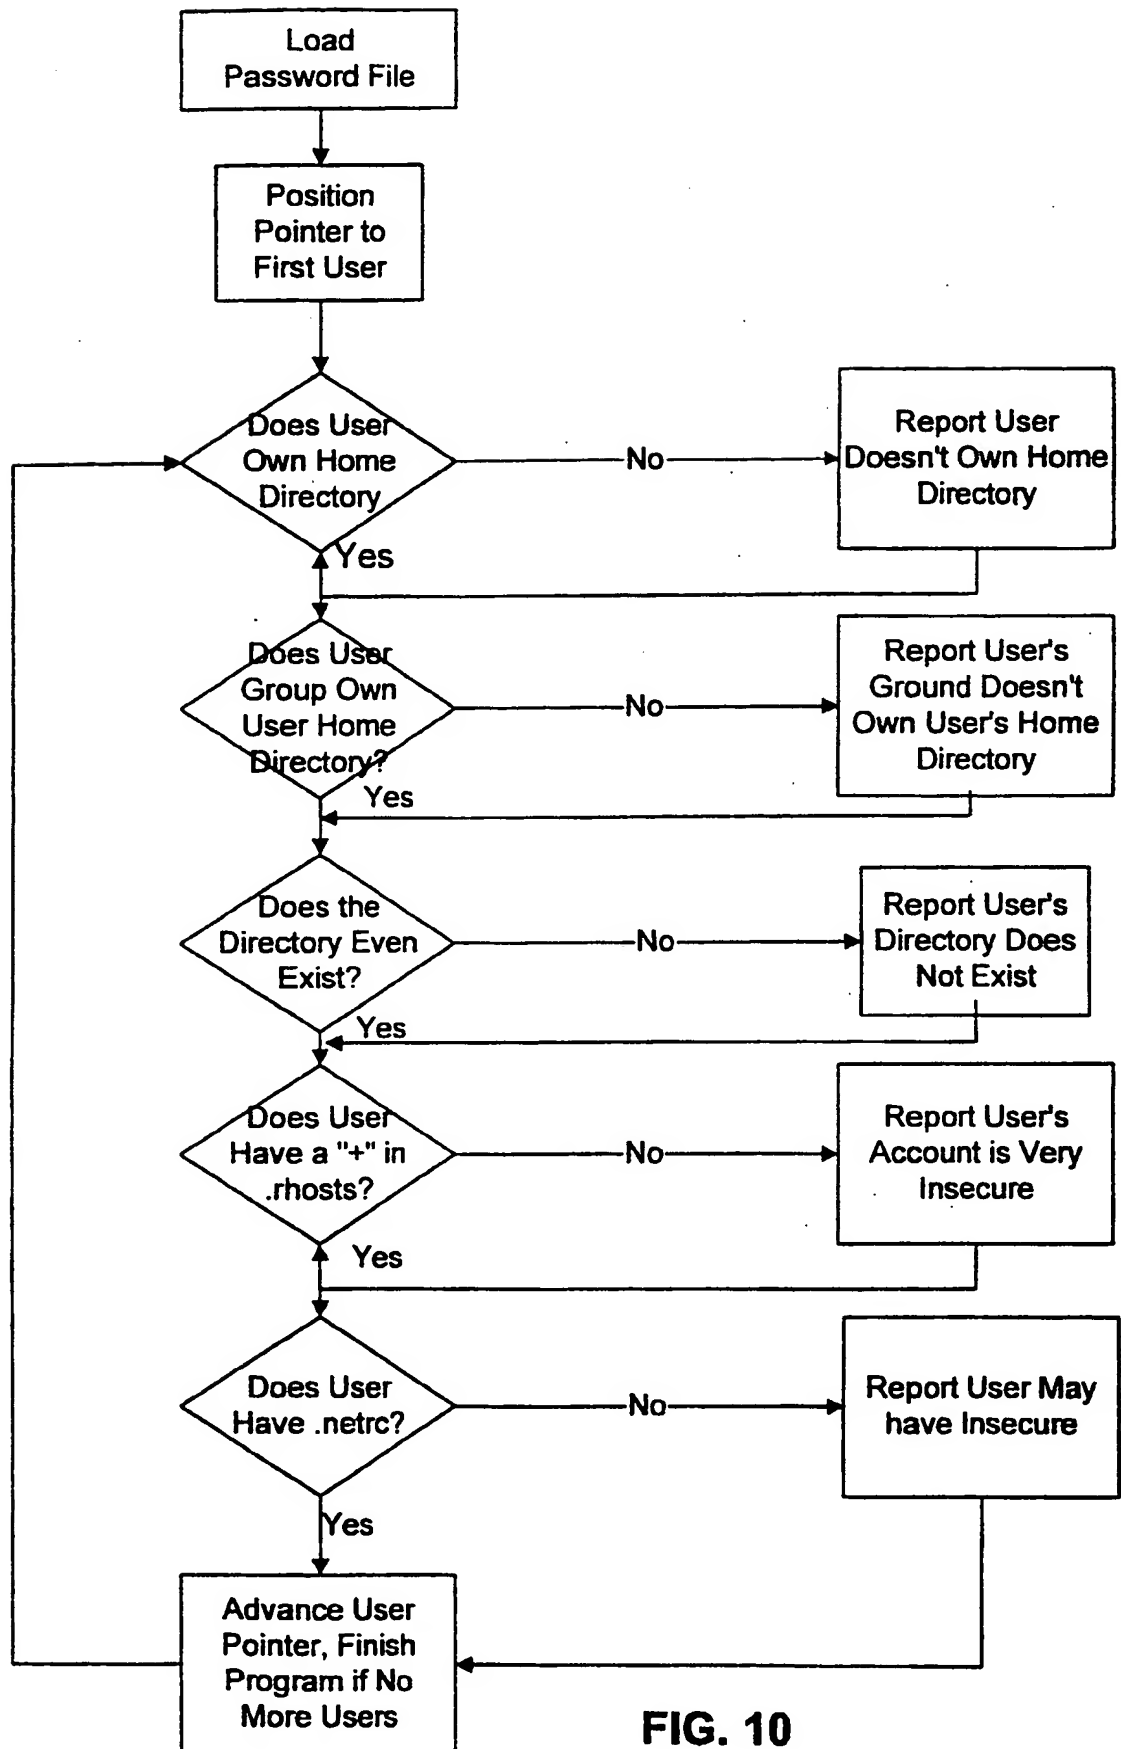 Load
Password File
Position
Pointer to
First User
Does User
Own Home
Directory
No
Report User
Doesn't Own Home
Directory
Yes
Does User
Group Own
User Home
Directory?
No
Report User's
Ground Doesn't
Own User's Home
Directory
Yes
Does the
Directory Even
Exist?
No
Report User's
Directory Does
Not Exist
Yes
Does User
Have a "+" in
.rhosts?
No
Report User's
Account is Very
Insecure
Yes
Does User
Have .netrc?
No
Report User May
have Insecure
Yes
Advance User
Pointer, Finish
Program if No
More Users
FIG. 10